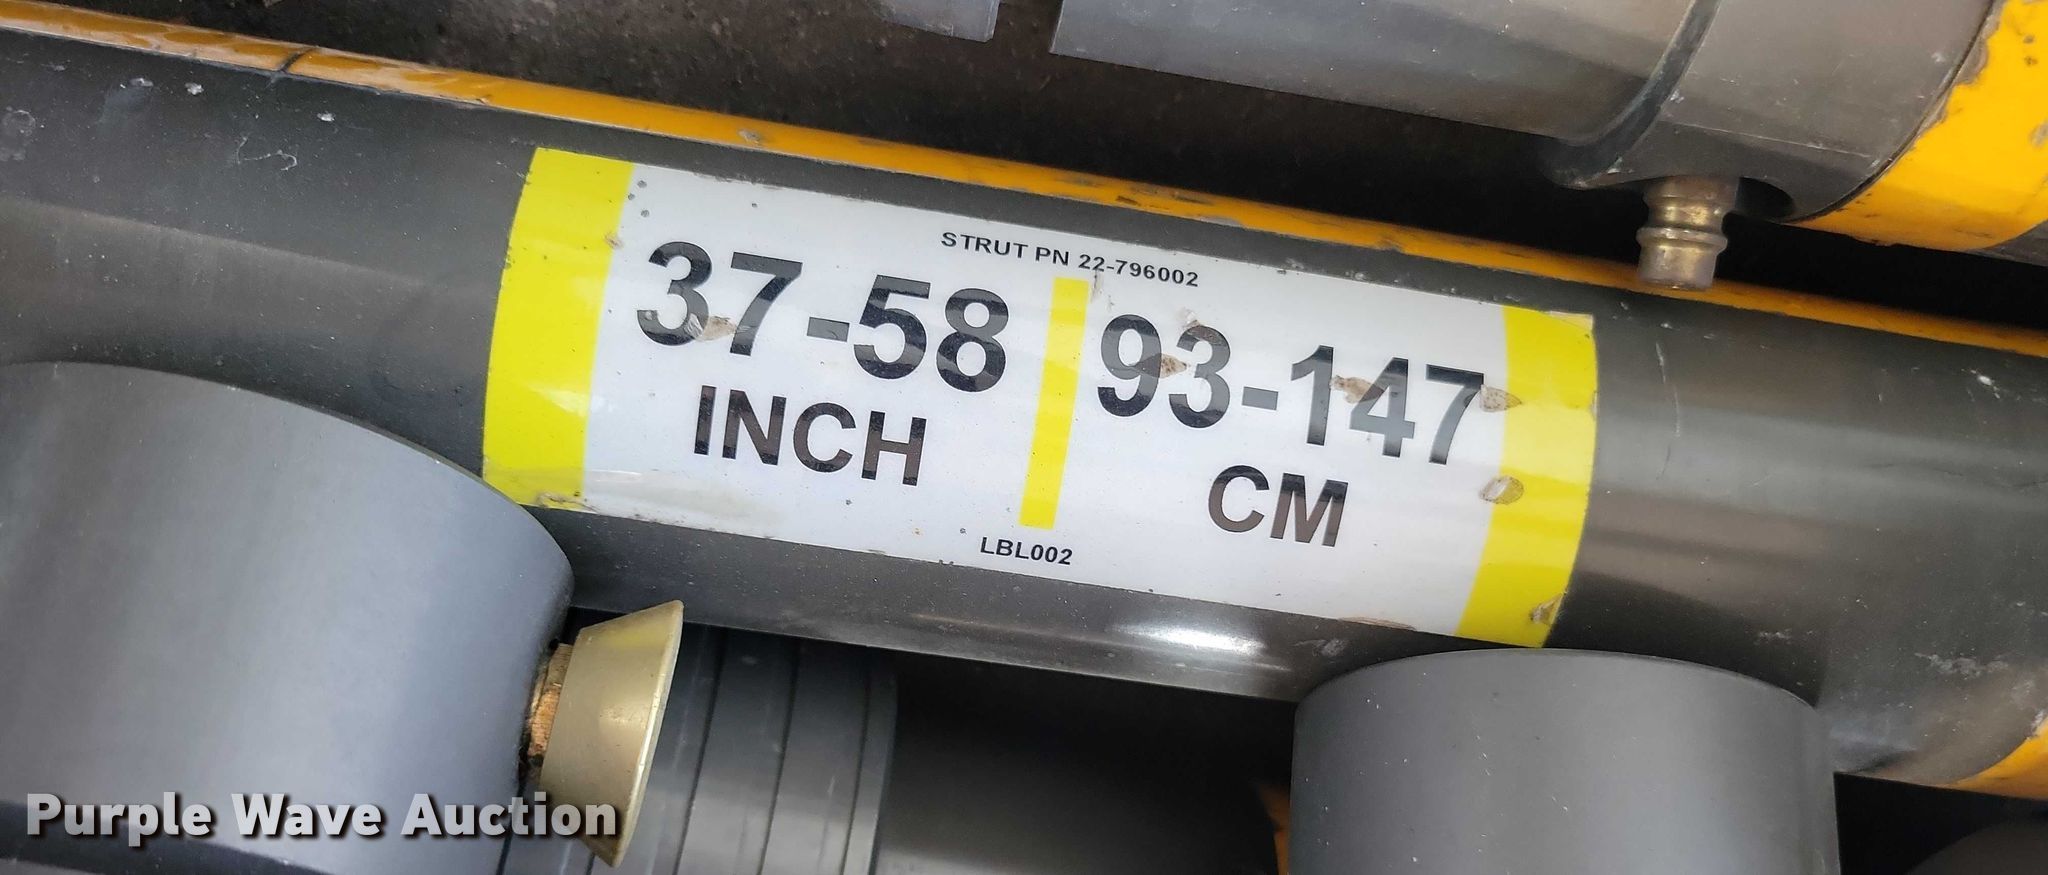 STRUT PN 22-796002
37-58
INCH
93-147
CM
LBL002
Purple Wave Auction